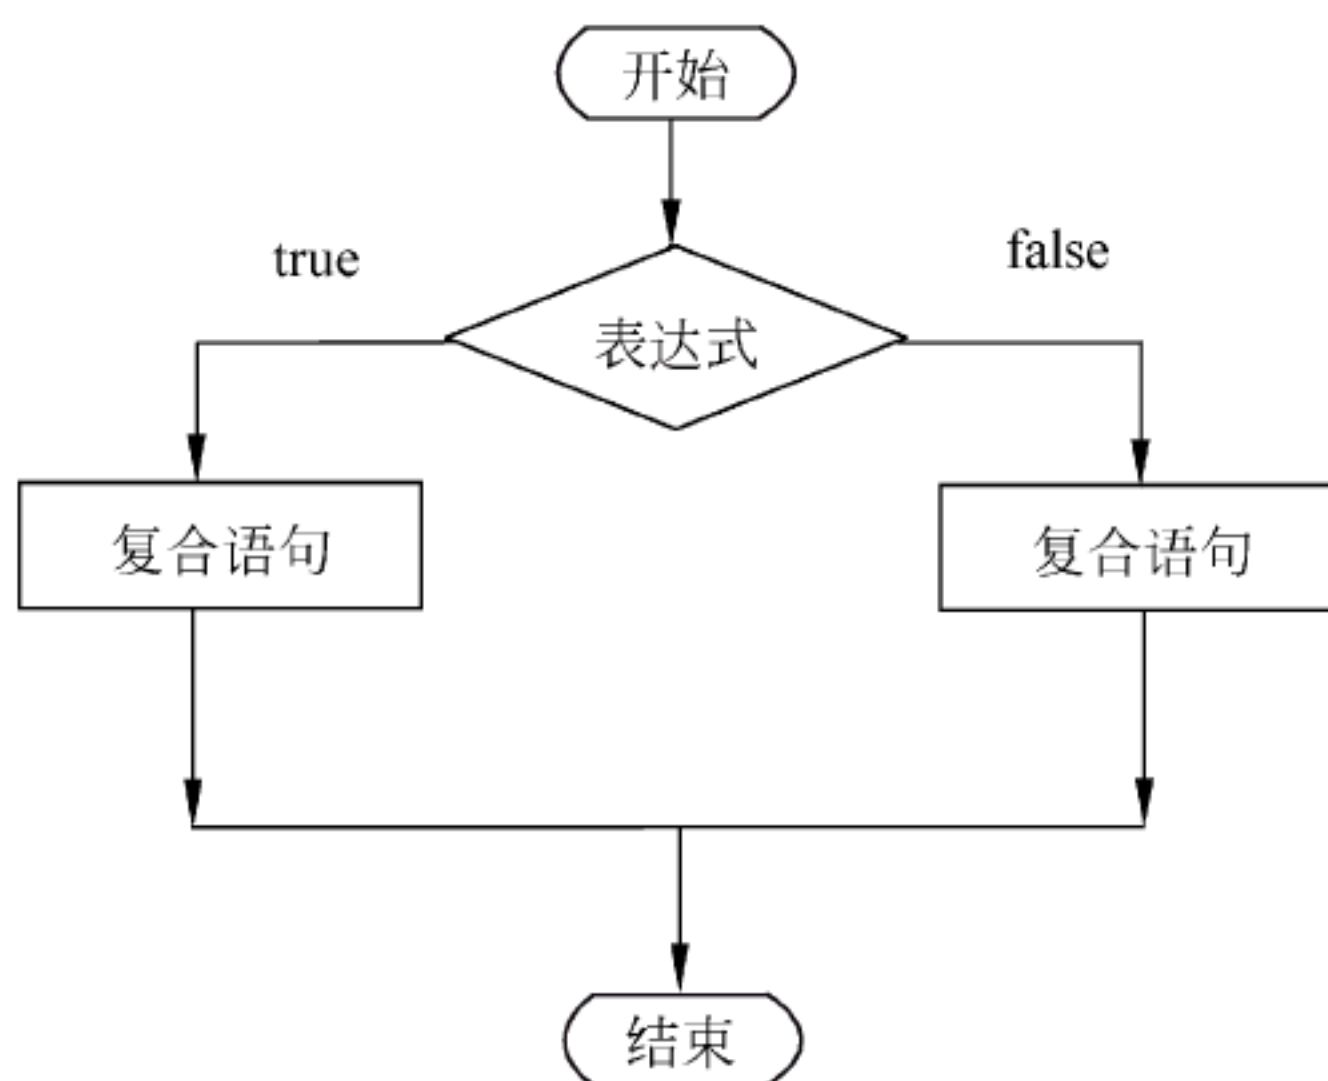 开始
true
false
表达式
复合语句
复合语句
结束